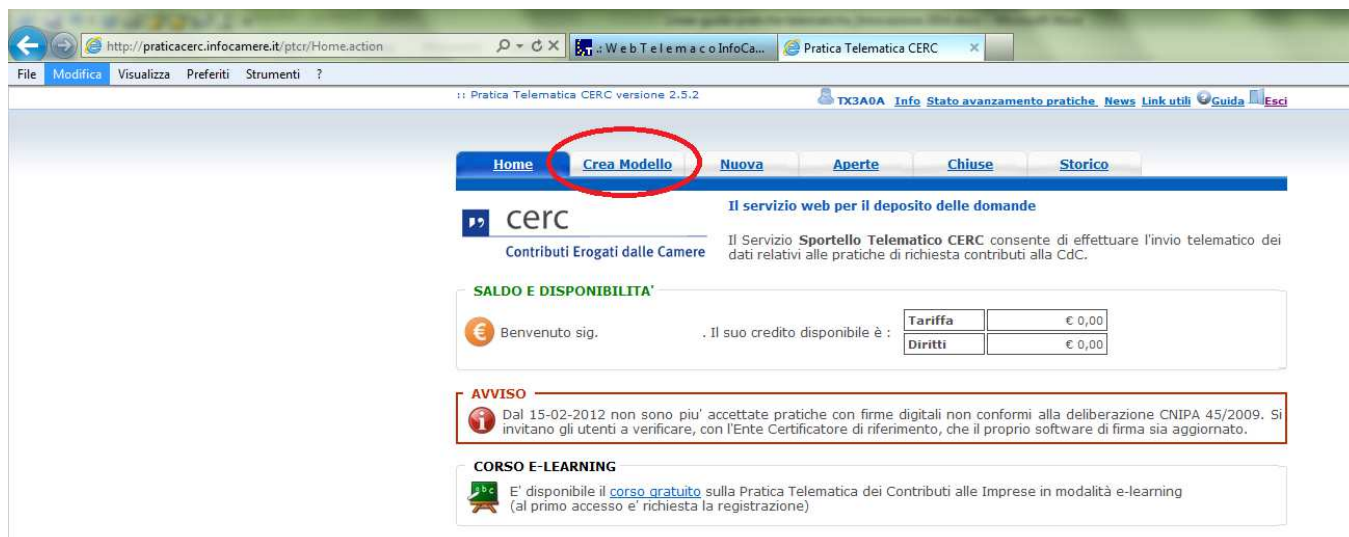 http://praticacerc.infocamere.it/ptcr/Home.action
.: W e b T e l e m a c o InfoCa...
Pratica Telematica CERC
File Modifica Visualizza Preferiti Strumenti ?
:: Pratica Telematica CERC versione 2.5.2
TX3A0A Info Stato avanzamento pratiche News Link utili Guida Esci
Home Crea Modello Nuova Aperte Chiuse Storico
cerc
Contributi Erogati dalle Camere
Il servizio web per il deposito delle domande
Il Servizio Sportello Telematico CERC consente di effettuare l'invio telematico dei
dati relativi alle pratiche di richiesta contributi alla CdC.
SALDO E DISPONIBILITA'
Benvenuto sig. . Il suo credito disponibile è :
Tariffa € 0,00
Diritti € 0,00
AVVISO
Dal 15-02-2012 non sono piu' accettate pratiche con firme digitali non conformi alla deliberazione CNIPA 45/2009. Si
invitano gli utenti a verificare, con l'Ente Certificatore di riferimento, che il proprio software di firma sia aggiornato.
CORSO E-LEARNING
abc
E' disponibile il corso gratuito sulla Pratica Telematica dei Contributi alle Imprese in modalità e-learning
(al primo accesso e' richiesta la registrazione)